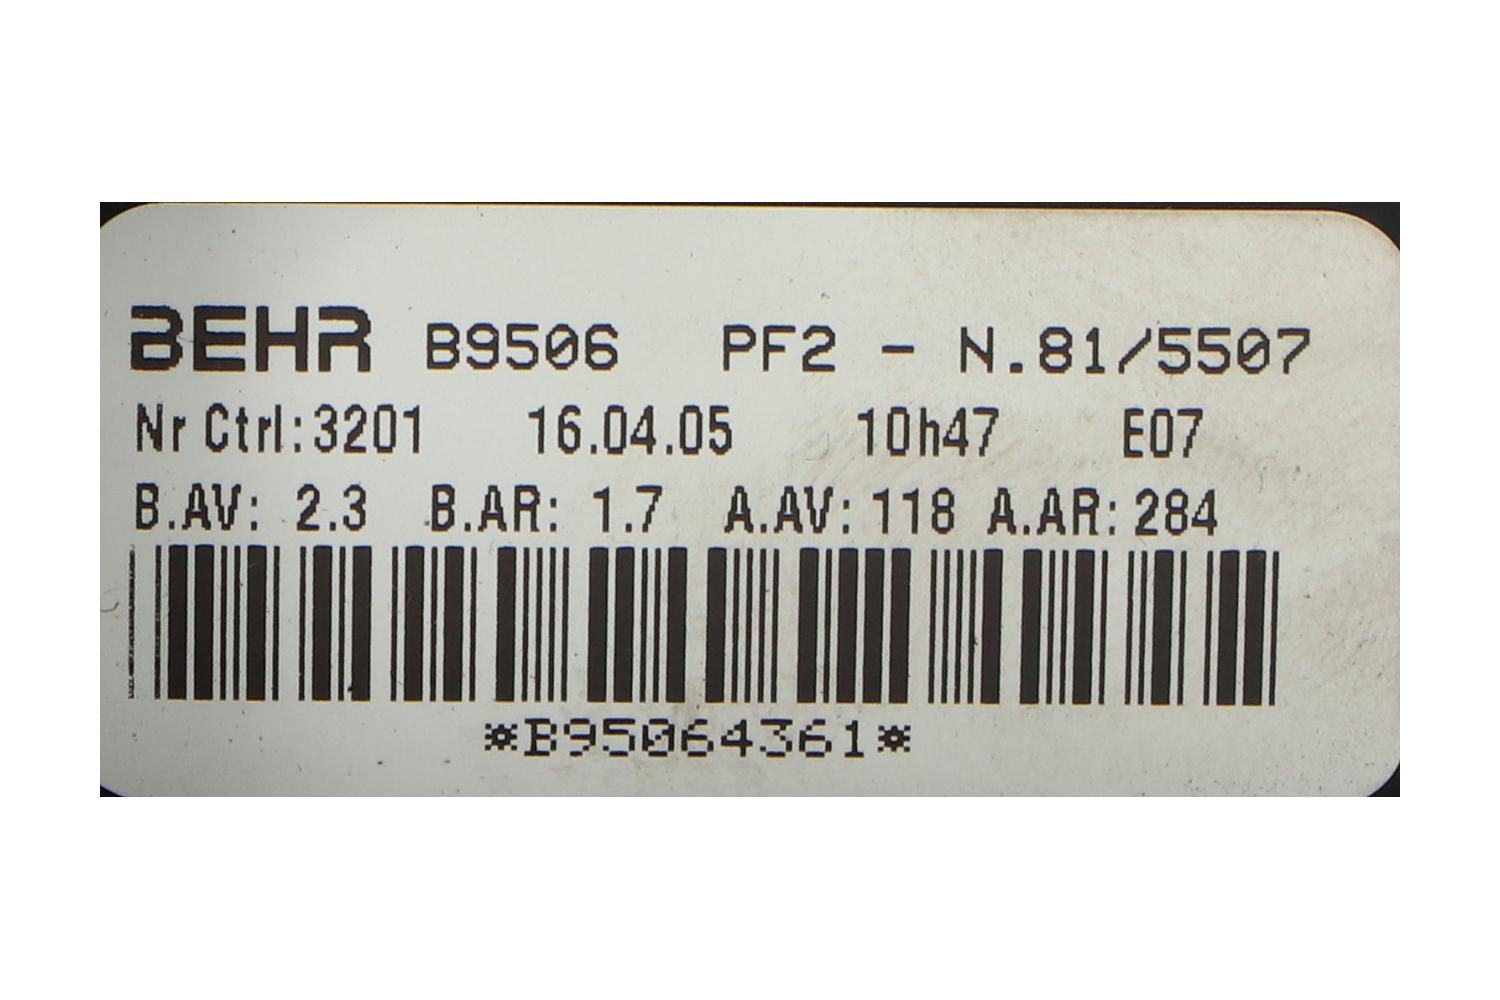 BEHR B9506 PF2 - N.81/5507
Nr Ctrl:3201 16.04.05 10h47 E07
B.AV: 2.3 B.AR: 1.7 A.AV: 118 A.AR: 284
*B95064361*